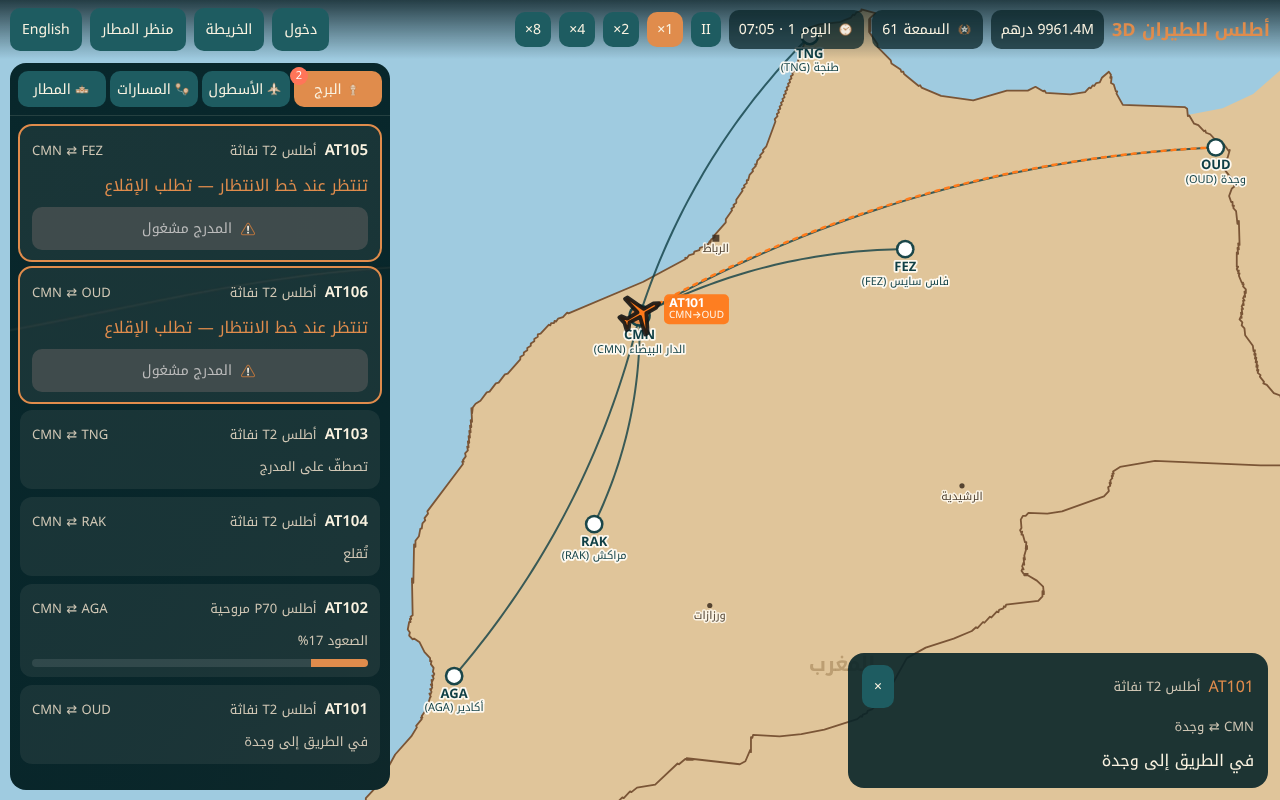 أطلس للطيران 3D
9961.4M درهم
السمعة 61
اليوم 1 · 07:05
II
×1
×2
×4
×8
دخول
الخريطة
منظر المطار
English
البرج
2
الأسطول
المسارات
المطار
AT105 أطلس T2 نفاثة
CMN ⇄ FEZ
تنتظر عند خط الانتظار — تطلب الإقلاع
المدرج مشغول
AT106 أطلس T2 نفاثة
CMN ⇄ OUD
تنتظر عند خط الانتظار — تطلب الإقلاع
المدرج مشغول
AT103 أطلس T2 نفاثة
CMN ⇄ TNG
تصطفّ على المدرج
AT104 أطلس T2 نفاثة
CMN ⇄ RAK
تُقلع
AT102 أطلس P70 مروحية
CMN ⇄ AGA
الصعود 17%
AT101 أطلس T2 نفاثة
CMN ⇄ OUD
في الطريق إلى وجدة
TNG
طنجة (TNG)
OUD
وجدة (OUD)
الرباط
FEZ
فاس سايس (FEZ)
AT101
CMN→OUD
CMN
الدار البيضاء (CMN)
الرشيدية
RAK
مراكش (RAK)
ورزازات
AGA
أكادير (AGA)
AT101 أطلس T2 نفاثة
×
CMN ⇄ وجدة
في الطريق إلى وجدة